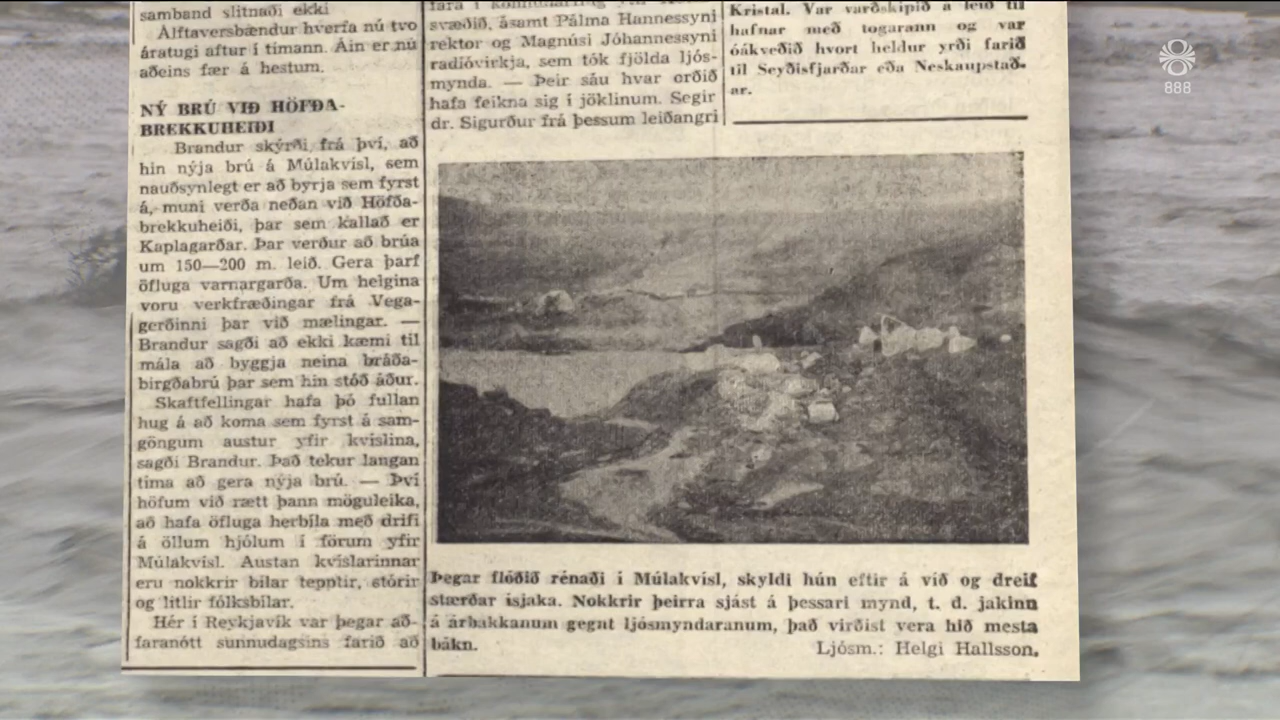 samband slitnaði ekki
Álftaversbændur hverfa nú tvo
áratugi aftur í tímann. Áin er nú
aðeins fær á hestum.
NÝ BRÚ VIÐ HÖFÐA-
BREKKUHEIÐI
Brandur skýrði frá því, að
hin nýja brú á Múlakvísl, sem
nauðsynlegt er að byrja sem fyrst
á, muni verða neðan við Höfða-
brekkuheiði, þar sem kallað er
Kaplagarðar. Þar verður að brúa
um 150—200 m. leið. Gera þarf
öfluga varnargarða. Um helgina
voru verkfræðingar frá Vega-
gerðinni þar við mælingar. —
Brandur sagði að ekki kæmi til
mála að byggja neina bráða-
birgðabrú þar sem hin stóð áður.
Skaftfellingar hafa þó fullan
hug á að koma sem fyrst á sam-
göngum austur yfir kvíslina,
sagði Brandur. Það tekur langan
tíma að gera nýja brú. — Því
höfum við rætt þann möguleika,
að hafa öfluga herbíla með drifi
á öllum hjólum í förum yfir
Múlakvísl. Austan kvíslarinnar
eru nokkrir bílar tepptir, stórir
og litlir fólksbílar.
Hér í Reykjavík var þegar að-
faranótt sunnudagsins farið að
svæðið, ásamt Pálma Hannessyni
rektor og Magnúsi Jóhannessyni
radíóvirkja, sem tók fjölda ljós-
mynda. — Þeir sáu hvar orðið
hafa feikna sig í jöklinum. Segir
dr. Sigurður frá þessum leiðangri
Kristal. Var varðskipið á leið til
hafnar með togarann og var
óákveðið hvort heldur yrði farið
til Seyðisfjarðar eða Neskaupstað-
ar.
Þegar flóðið rénaði í Múlakvísl, skyldi hún eftir á víð og dreif
stærðar ísjaka. Nokkrir þeirra sjást á þessari mynd, t. d. jakinn
á árbakkanum gegnt ljósmyndaranum, það virðist vera hið mesta
bákn.
Ljósm.: Helgi Hallsson.
888